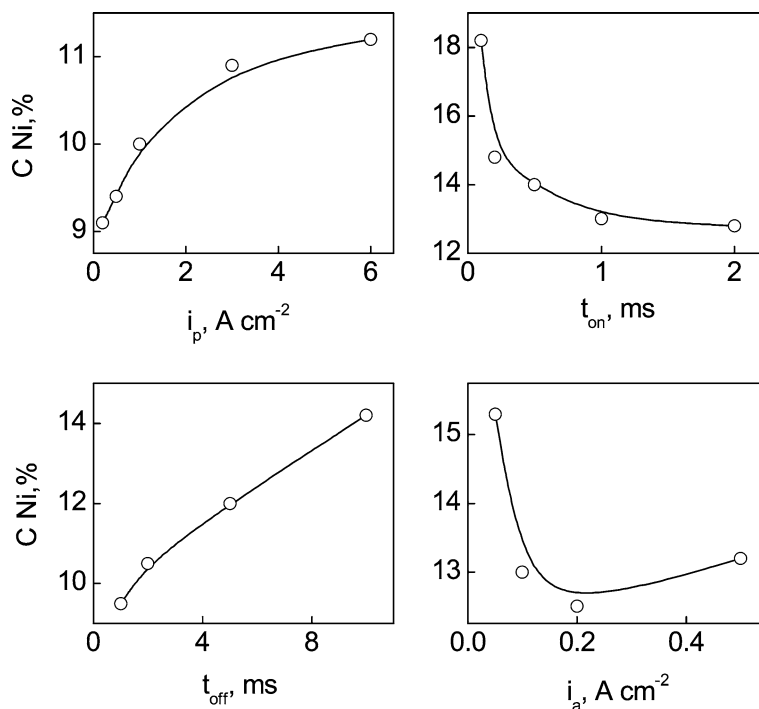 C Ni,%
11
10
9
0 2 4 6
i_p, A cm^-2
18
16
14
12
0 1 2
t_on, ms
C Ni,%
14
12
10
0 4 8
t_off, ms
15
14
13
0.0 0.2 0.4
i_a, A cm^-2